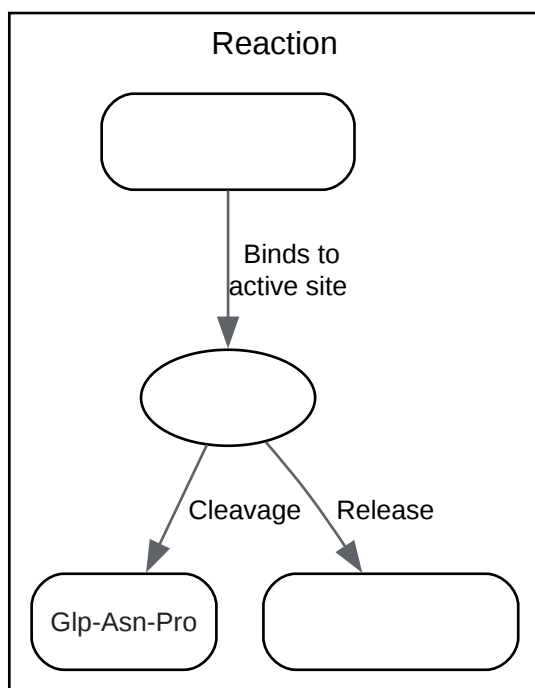 Reaction
Binds to
active site
Cleavage
Release
Glp-Asn-Pro